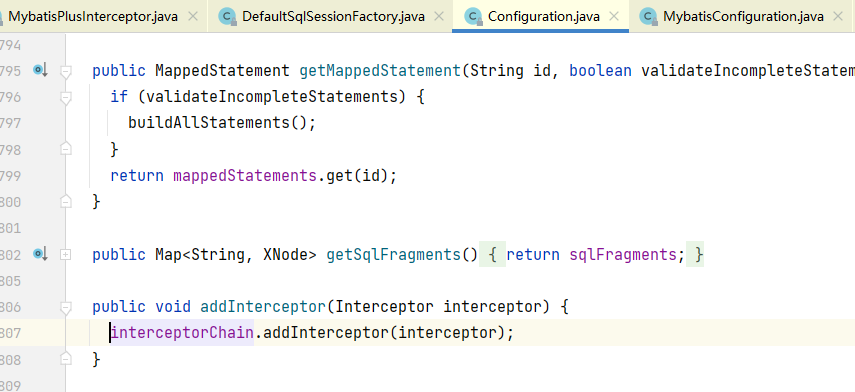 MybatisPlusInterceptor.java × DefaultSqlSessionFactory.java × Configuration.java × MybatisConfiguration.java ×
794
795 public MappedStatement getMappedStatement(String id, boolean validateIncompleteStatem
796 if (validateIncompleteStatements) {
797 buildAllStatements();
798 }
799 return mappedStatements.get(id);
800 }
801
802 public Map<String, XNode> getSqlFragments() { return sqlFragments; }
805
806 public void addInterceptor(Interceptor interceptor) {
807 interceptorChain.addInterceptor(interceptor);
808 }
809